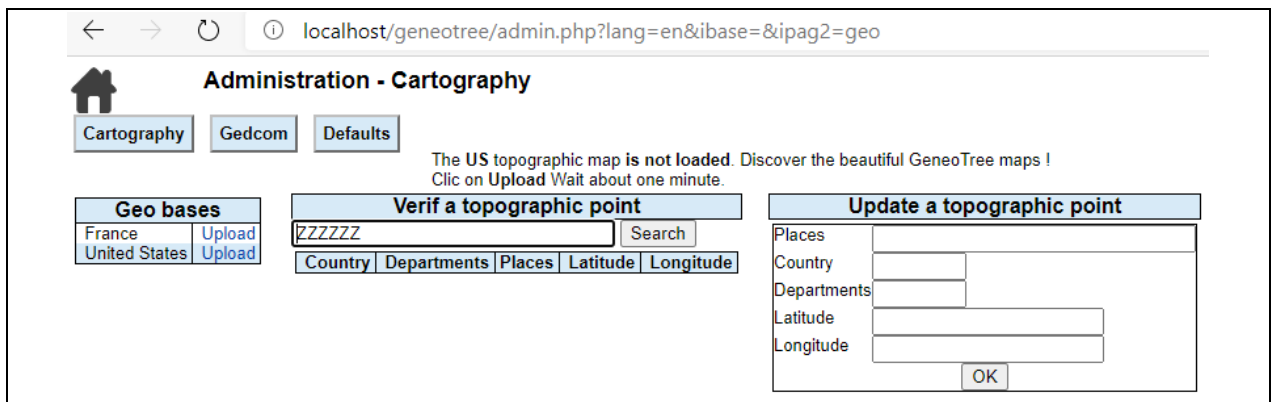 localhost/geneotree/admin.php?lang=en&ibase=&ipag2=geo
Administration - Cartography
Cartography Gedcom Defaults
The US topographic map is not loaded. Discover the beautiful GeneoTree maps !
Clic on Upload Wait about one minute.
Geo bases
France Upload
United States Upload
Verif a topographic point
ZZZZZZ Search
Country Departments Places Latitude Longitude
Update a topographic point
Places
Country
Departments
Latitude
Longitude
OK